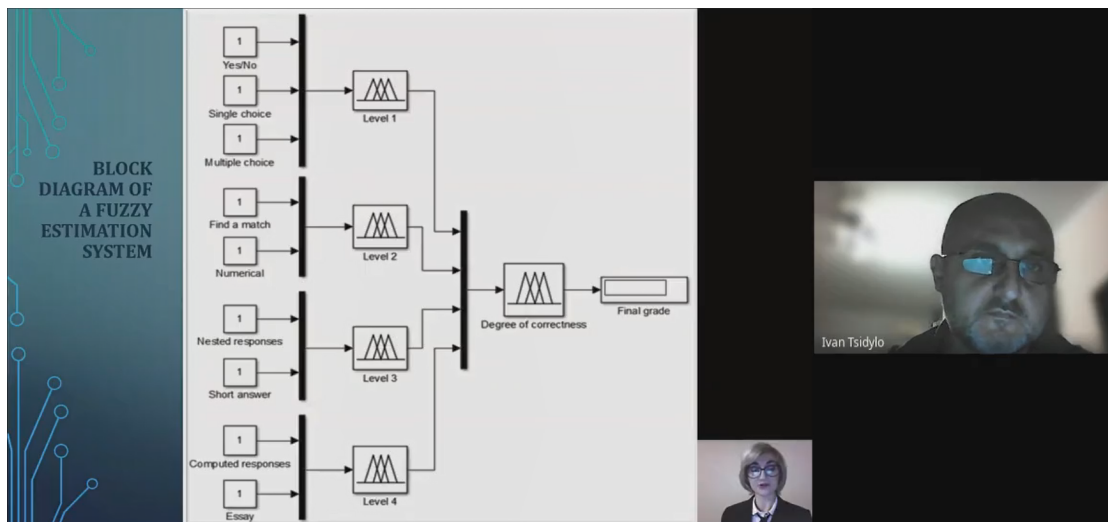 BLOCK
DIAGRAM OF
A FUZZY
ESTIMATION
SYSTEM
1
Yes/No
1
Single choice
1
Multiple choice
Level 1
1
Find a match
1
Numerical
Level 2
1
Nested responses
1
Short answer
Level 3
1
Computed responses
1
Essay
Level 4
Degree of correctness
Final grade
Ivan Tsidylo